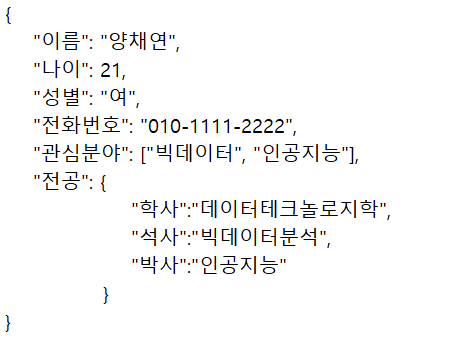 {
"이름": "양채연",
"나이": 21,
"성별": "여",
"전화번호": "010-1111-2222",
"관심분야": ["빅데이터", "인공지능"],
"전공": {
"학사":"데이터테크놀로지학",
"석사":"빅데이터분석",
"박사":"인공지능"
}
}